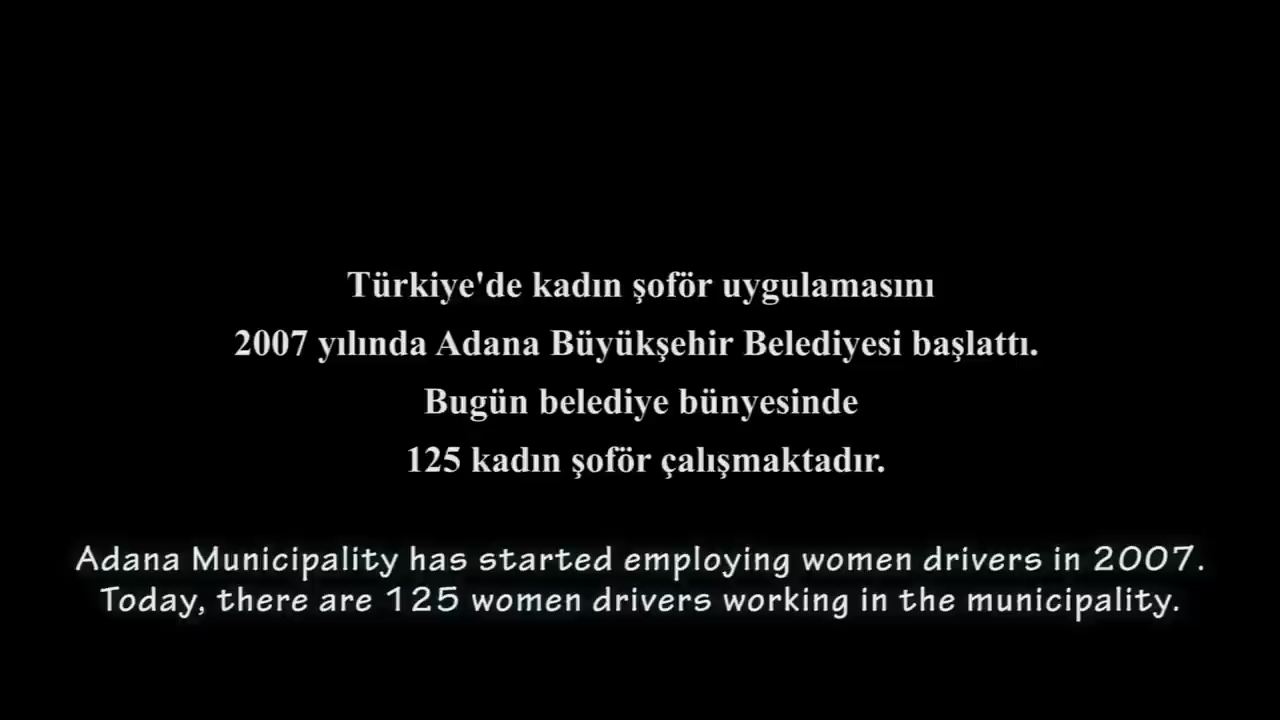 Türkiye'de kadın şoför uygulamasını
2007 yılında Adana Büyükşehir Belediyesi başlattı.
Bugün belediye bünyesinde
125 kadın şoför çalışmaktadır.
Adana Municipality has started employing women drivers in 2007.
Today, there are 125 women drivers working in the municipality.